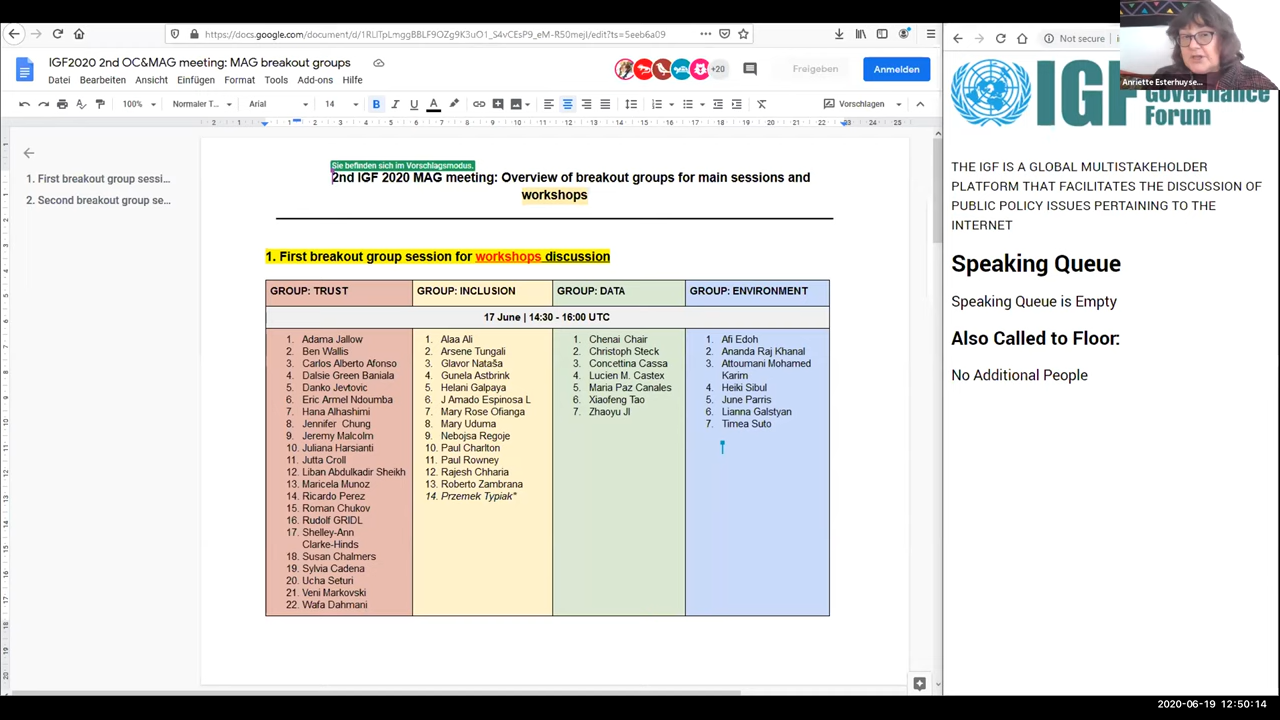 https://docs.google.com/document/d/1RLlTpLmggBBLF9OZg9K3uO1_S4vCEsP9_eM-R50mejI/edit?ts=5eeb6a09
Not secure
IGF2020 2nd OC&MAG meeting: MAG breakout groups
+20
Freigeben
Anmelden
Datei Bearbeiten Ansicht Einfügen Format Tools Add-ons Hilfe
100% Normaler T... Arial 14 B I U A Vorschlagen
Anriette Esterhuyse...
IGF Governance
Forum
1. First breakout group sessi...
2. Second breakout group se...
Sie befinden sich im Vorschlagsmodus.
2nd IGF 2020 MAG meeting: Overview of breakout groups for main sessions and
workshops
1. First breakout group session for workshops discussion
GROUP: TRUST GROUP: INCLUSION GROUP: DATA GROUP: ENVIRONMENT
17 June | 14:30 - 16:00 UTC
1. Adama Jallow
2. Ben Wallis
3. Carlos Alberto Afonso
4. Dalsie Green Baniala
5. Danko Jevtovic
6. Eric Armel Ndoumba
7. Hana Alhashimi
8. Jennifer Chung
9. Jeremy Malcolm
10. Juliana Harsianti
11. Jutta Croll
12. Liban Abdulkadir Sheikh
13. Maricela Munoz
14. Ricardo Perez
15. Roman Chukov
16. Rudolf GRIDL
17. Shelley-Ann
Clarke-Hinds
18. Susan Chalmers
19. Sylvia Cadena
20. Ucha Seturi
21. Veni Markovski
22. Wafa Dahmani
1. Alaa Ali
2. Arsene Tungali
3. Glavor Nataša
4. Gunela Astbrink
5. Helani Galpaya
6. J Amado Espinosa L
7. Mary Rose Ofianga
8. Mary Uduma
9. Nebojsa Regoje
10. Paul Charlton
11. Paul Rowney
12. Rajesh Chharia
13. Roberto Zambrana
14. Przemek Typiak*
1. Chenai Chair
2. Christoph Steck
3. Concettina Cassa
4. Lucien M. Castex
5. Maria Paz Canales
6. Xiaofeng Tao
7. Zhaoyu JI
1. Afi Edoh
2. Ananda Raj Khanal
3. Attoumani Mohamed
Karim
4. Heiki Sibul
5. June Parris
6. Lianna Galstyan
7. Timea Suto
THE IGF IS A GLOBAL MULTISTAKEHOLDER
PLATFORM THAT FACILITATES THE DISCUSSION OF
PUBLIC POLICY ISSUES PERTAINING TO THE
INTERNET
Speaking Queue
Speaking Queue is Empty
Also Called to Floor:
No Additional People
2020-06-19 12:50:14